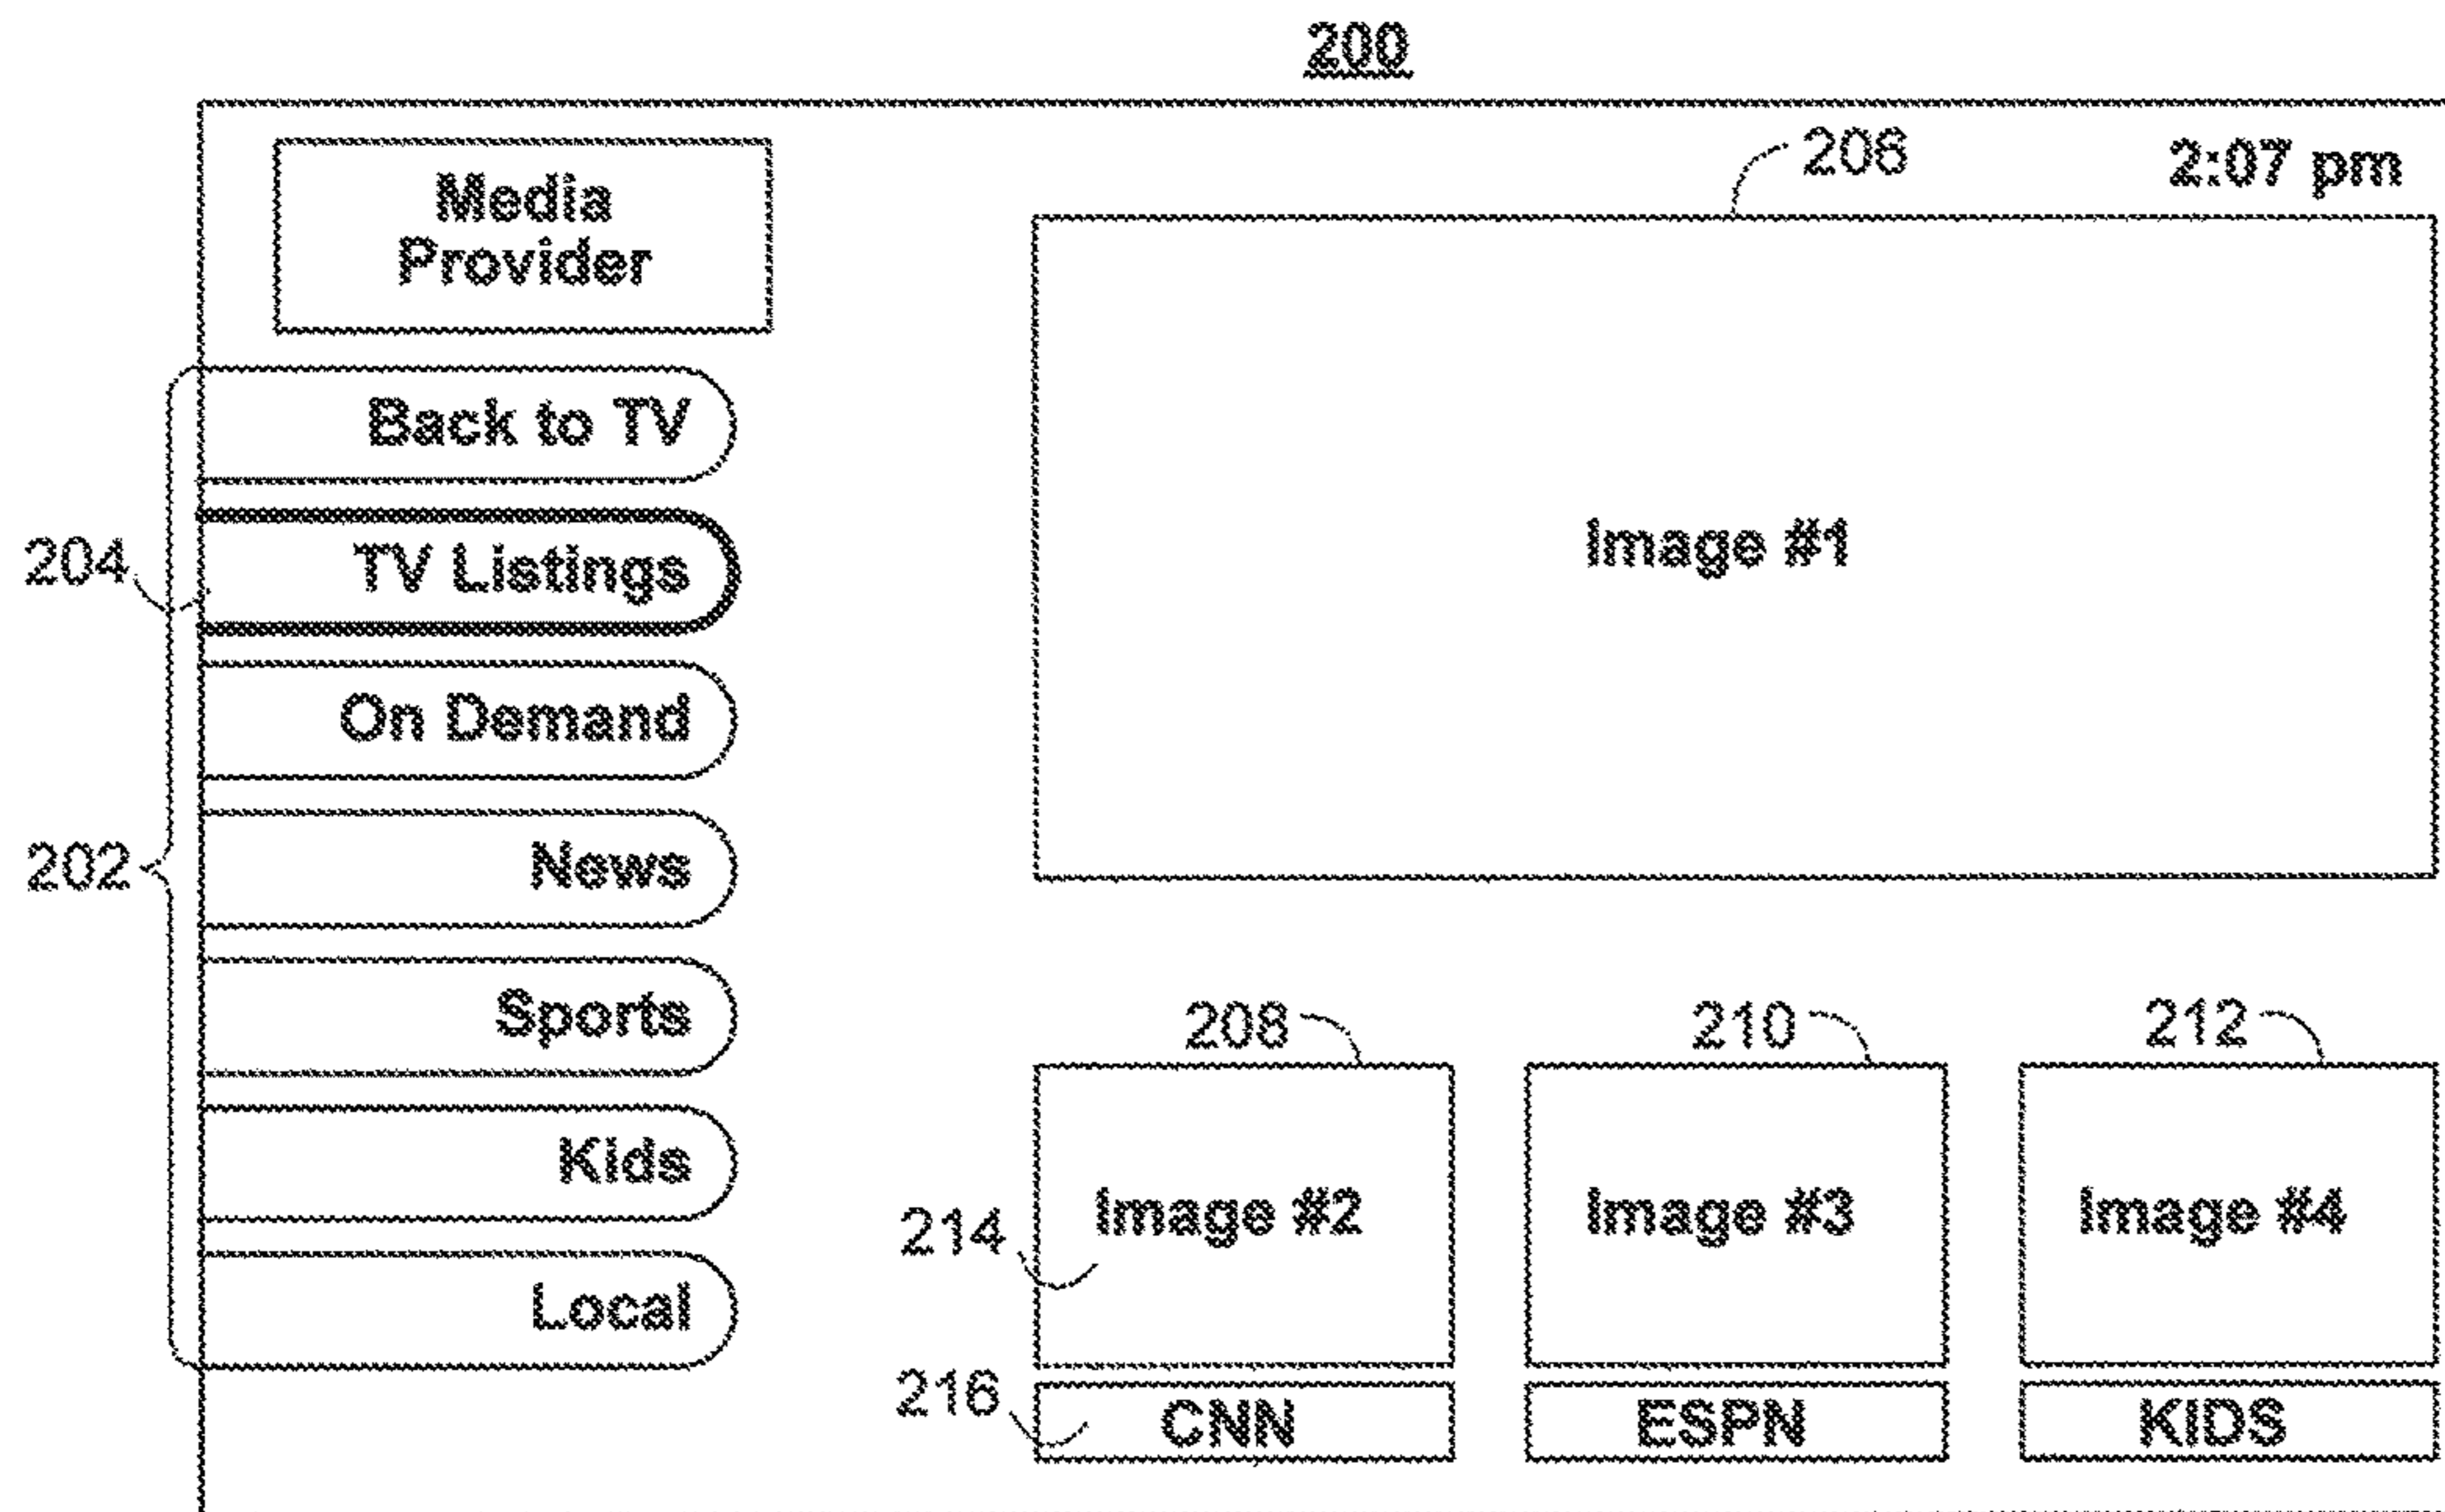 200
Media
Provider
206
2:07 pm
Back to TV
Image #1
204
TV Listings
On Demand
202
News
Sports
208
210
212
Kids
214
Image #2
Image #3
Image #4
Local
216
CNN
ESPN
KIDS